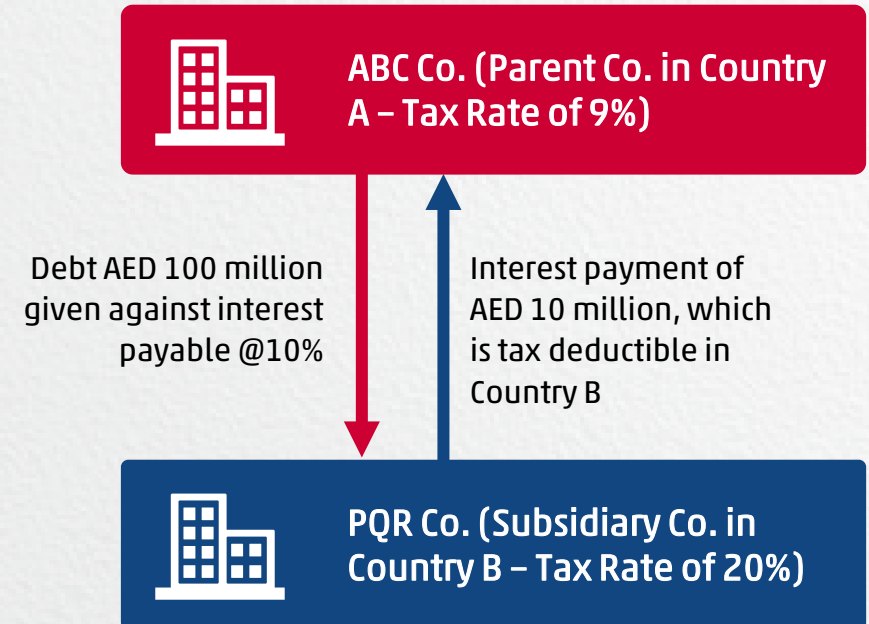 ABC Co. (Parent Co. in Country
A – Tax Rate of 9%)
Debt AED 100 million
given against interest
payable @10%
Interest payment of
AED 10 million, which
is tax deductible in
Country B
PQR Co. (Subsidiary Co. in
Country B – Tax Rate of 20%)